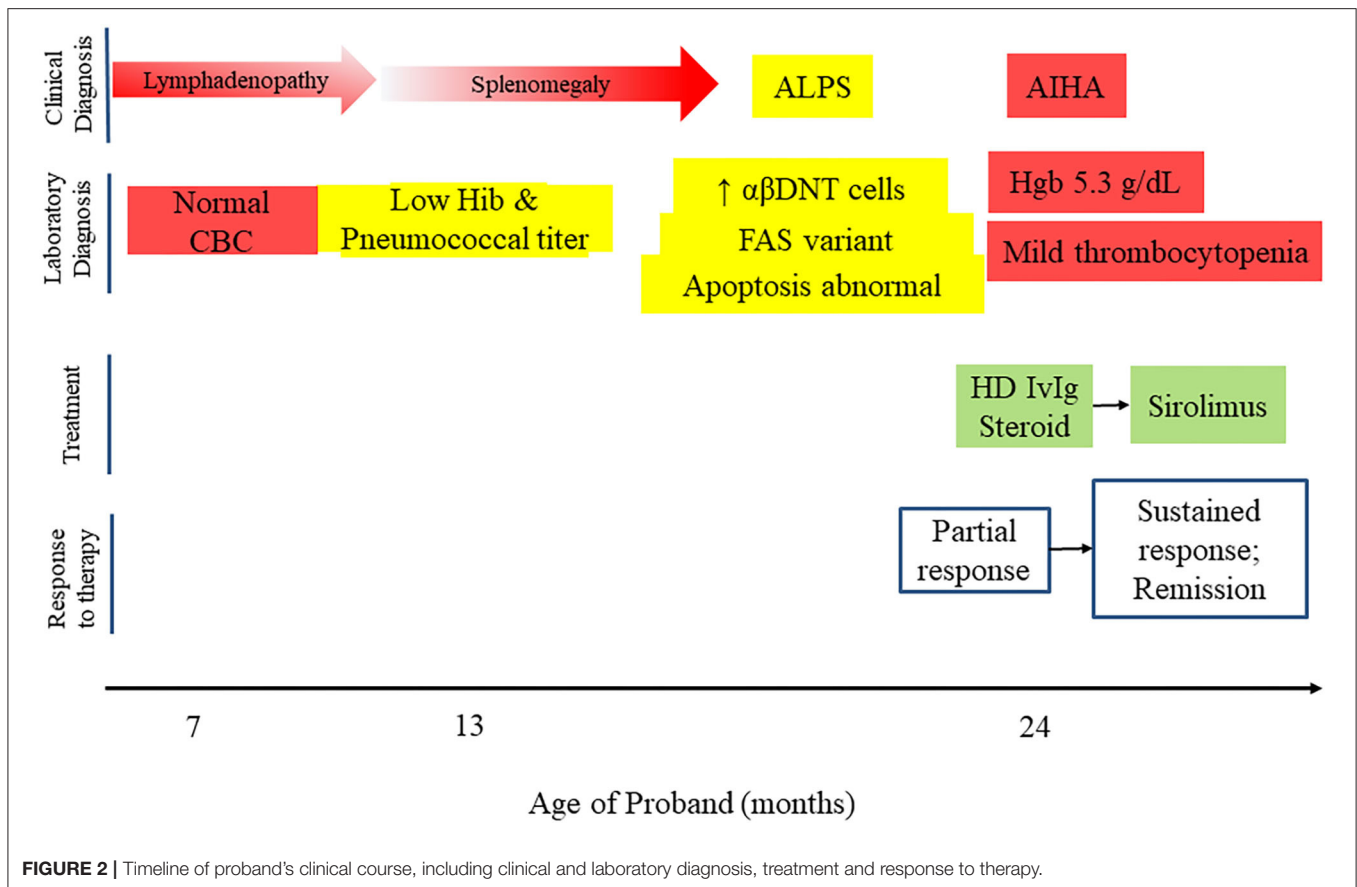 Clinical
Diagnosis
Lymphadenopathy
Splenomegaly
ALPS
AIHA
Laboratory
Diagnosis
Normal
CBC
Low Hib &
Pneumococcal titer
↑ αβDNT cells
FAS variant
Apoptosis abnormal
Hgb 5.3 g/dL
Mild thrombocytopenia
Treatment
HD IvIg
Steroid
Sirolimus
Response
to therapy
Partial
response
Sustained
response;
Remission
7
13
24
Age of Proband (months)
FIGURE 2 | Timeline of proband's clinical course, including clinical and laboratory diagnosis, treatment and response to therapy.